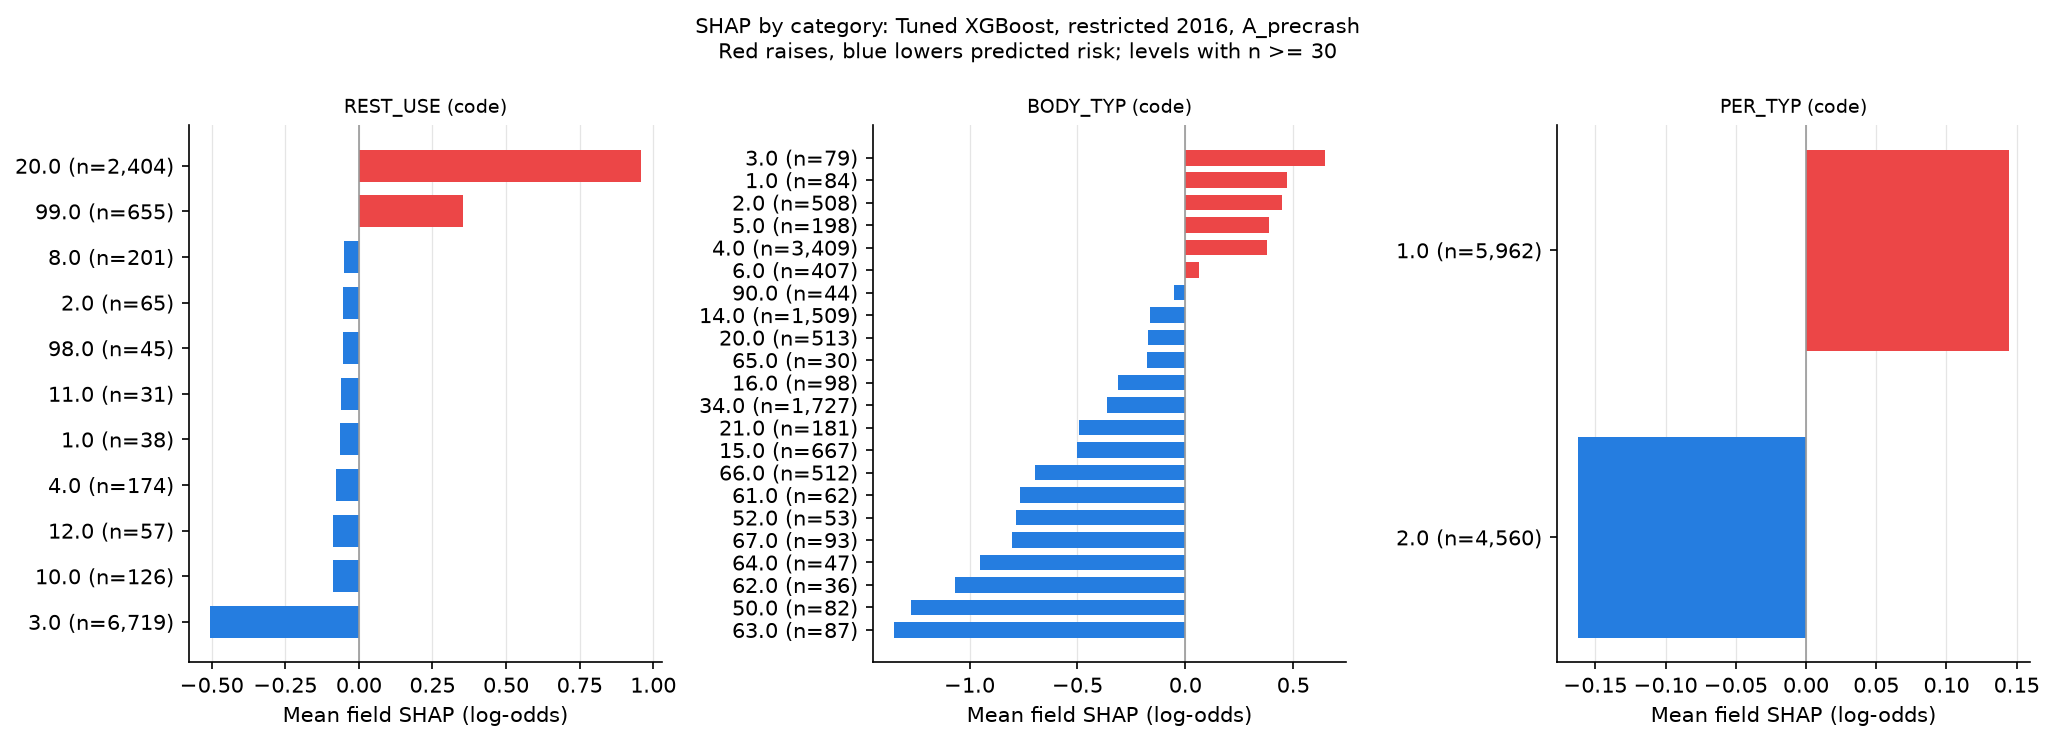 SHAP by category: Tuned XGBoost, restricted 2016, A_precrash
Red raises, blue lowers predicted risk; levels with n >= 30
REST_USE (code)
20.0 (n=2,404)
99.0 (n=655)
8.0 (n=201)
2.0 (n=65)
98.0 (n=45)
11.0 (n=31)
1.0 (n=38)
4.0 (n=174)
12.0 (n=57)
10.0 (n=126)
3.0 (n=6,719)
−0.50 −0.25 0.00 0.25 0.50 0.75 1.00
Mean field SHAP (log-odds)
BODY_TYP (code)
3.0 (n=79)
1.0 (n=84)
2.0 (n=508)
5.0 (n=198)
4.0 (n=3,409)
6.0 (n=407)
90.0 (n=44)
14.0 (n=1,509)
20.0 (n=513)
65.0 (n=30)
16.0 (n=98)
34.0 (n=1,727)
21.0 (n=181)
15.0 (n=667)
66.0 (n=512)
61.0 (n=62)
52.0 (n=53)
67.0 (n=93)
64.0 (n=47)
62.0 (n=36)
50.0 (n=82)
63.0 (n=87)
−1.0 −0.5 0.0 0.5
Mean field SHAP (log-odds)
PER_TYP (code)
1.0 (n=5,962)
2.0 (n=4,560)
−0.15 −0.10 −0.05 0.00 0.05 0.10 0.15
Mean field SHAP (log-odds)